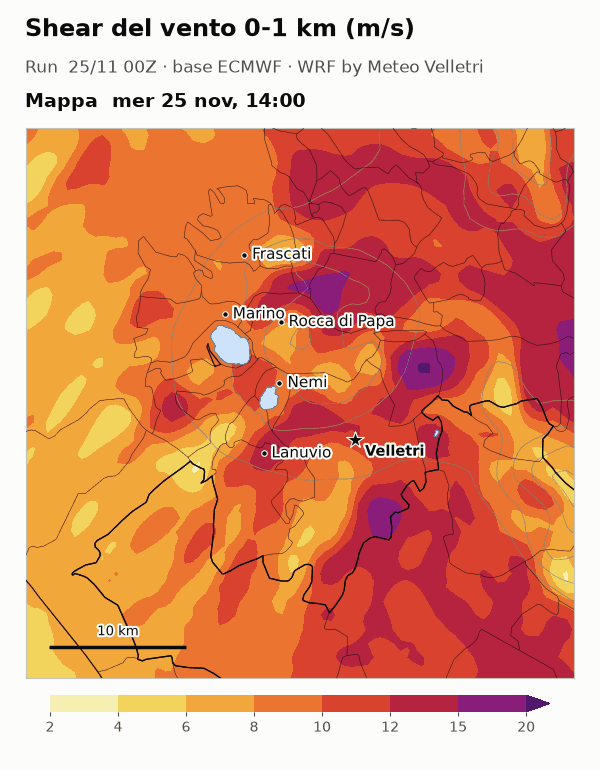 Shear del vento 0-1 km (m/s)
Run  25/11 00Z · base ECMWF · WRF by Meteo Velletri
Mappa  mer 25 nov, 14:00
Frascati
Marino
Rocca di Papa
Nemi
Velletri
Lanuvio
10 km
2 4 6 8 10 12 15 20